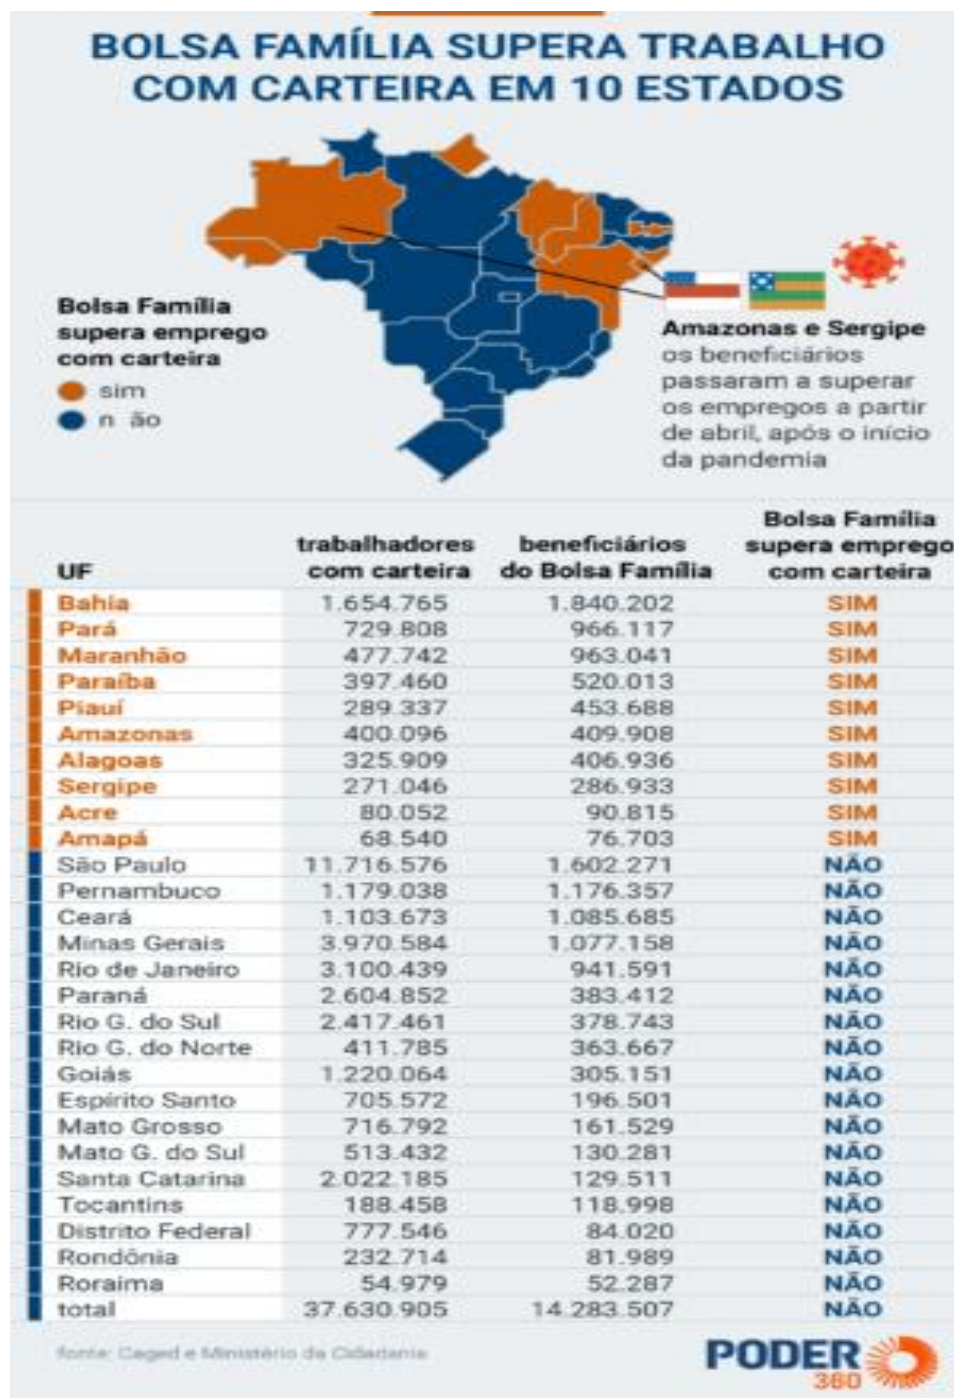 BOLSA FAMÍLIA SUPERA TRABALHO
COM CARTEIRA EM 10 ESTADOS
Bolsa Família
supera emprego
com carteira
sim
n ão
Amazonas e Sergipe
os beneficiários
passaram a superar
os empregos a partir
de abril, após o início
da pandemia
UF trabalhadores com carteira beneficiários do Bolsa Família Bolsa Família supera emprego com carteira
Bahia 1.654.765 1.840.202 SIM
Pará 729.808 966.117 SIM
Maranhão 477.742 963.041 SIM
Paraíba 397.460 520.013 SIM
Piauí 289.337 453.688 SIM
Amazonas 400.096 409.908 SIM
Alagoas 325.909 406.936 SIM
Sergipe 271.046 286.933 SIM
Acre 80.052 90.815 SIM
Amapá 68.540 76.703 SIM
São Paulo 11.716.576 1.602.271 NÃO
Pernambuco 1.179.038 1.176.357 NÃO
Ceará 1.103.673 1.085.685 NÃO
Minas Gerais 3.970.584 1.077.158 NÃO
Rio de Janeiro 3.100.439 941.591 NÃO
Paraná 2.604.852 383.412 NÃO
Rio G. do Sul 2.417.461 378.743 NÃO
Rio G. do Norte 411.785 363.667 NÃO
Goiás 1.220.064 305.151 NÃO
Espírito Santo 705.572 196.501 NÃO
Mato Grosso 716.792 161.529 NÃO
Mato G. do Sul 513.432 130.281 NÃO
Santa Catarina 2.022.185 129.511 NÃO
Tocantins 188.458 118.998 NÃO
Distrito Federal 777.546 84.020 NÃO
Rondônia 232.714 81.989 NÃO
Roraima 54.979 52.287 NÃO
total 37.630.905 14.283.507 NÃO
fonte: Caged e Ministério da Cidadania
PODER
360